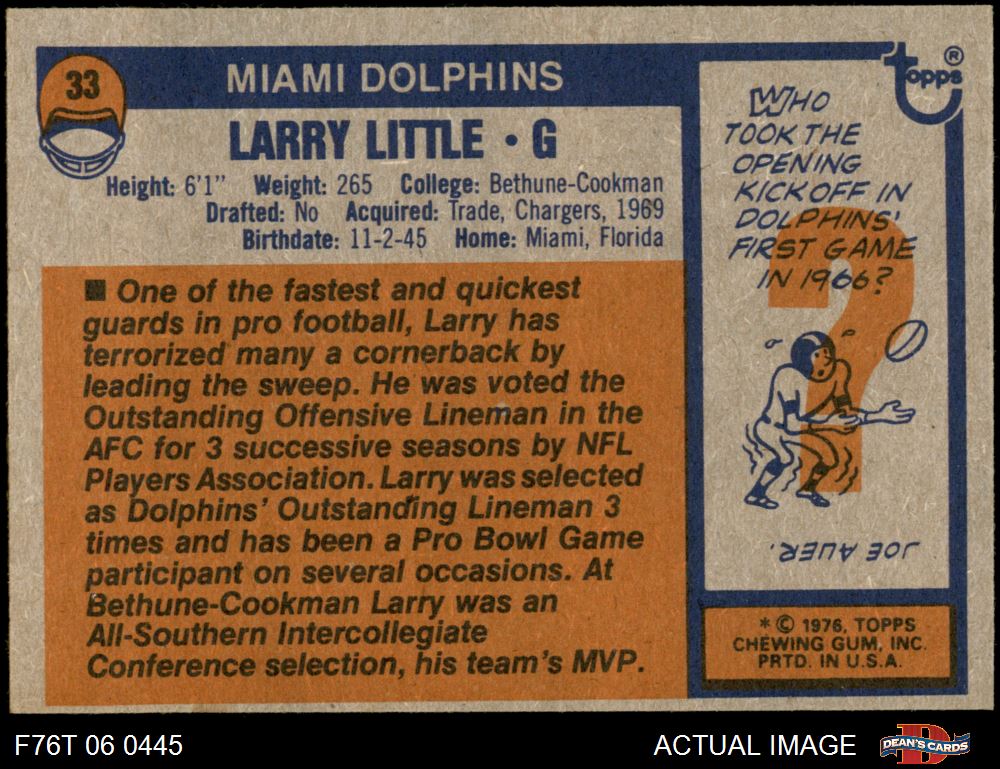 33
MIAMI DOLPHINS
LARRY LITTLE • G
Height: 6'1" Weight: 265 College: Bethune-Cookman
Drafted: No Acquired: Trade, Chargers, 1969
Birthdate: 11-2-45 Home: Miami, Florida
■ One of the fastest and quickest
guards in pro football, Larry has
terrorized many a cornerback by
leading the sweep. He was voted the
Outstanding Offensive Lineman in the
AFC for 3 successive seasons by NFL
Players Association. Larry was selected
as Dolphins' Outstanding Lineman 3
times and has been a Pro Bowl Game
participant on several occasions. At
Bethune-Cookman Larry was an
All-Southern Intercollegiate
Conference selection, his team's MVP.
topps®
WHO
TOOK THE
OPENING
KICKOFF IN
DOLPHINS'
FIRST GAME
IN 1966?
?
JOE AUER.
* © 1976, TOPPS
CHEWING GUM, INC.
PRTD. IN U.S.A.
F76T 06 0445
ACTUAL IMAGE
D
DEAN'S CARDS